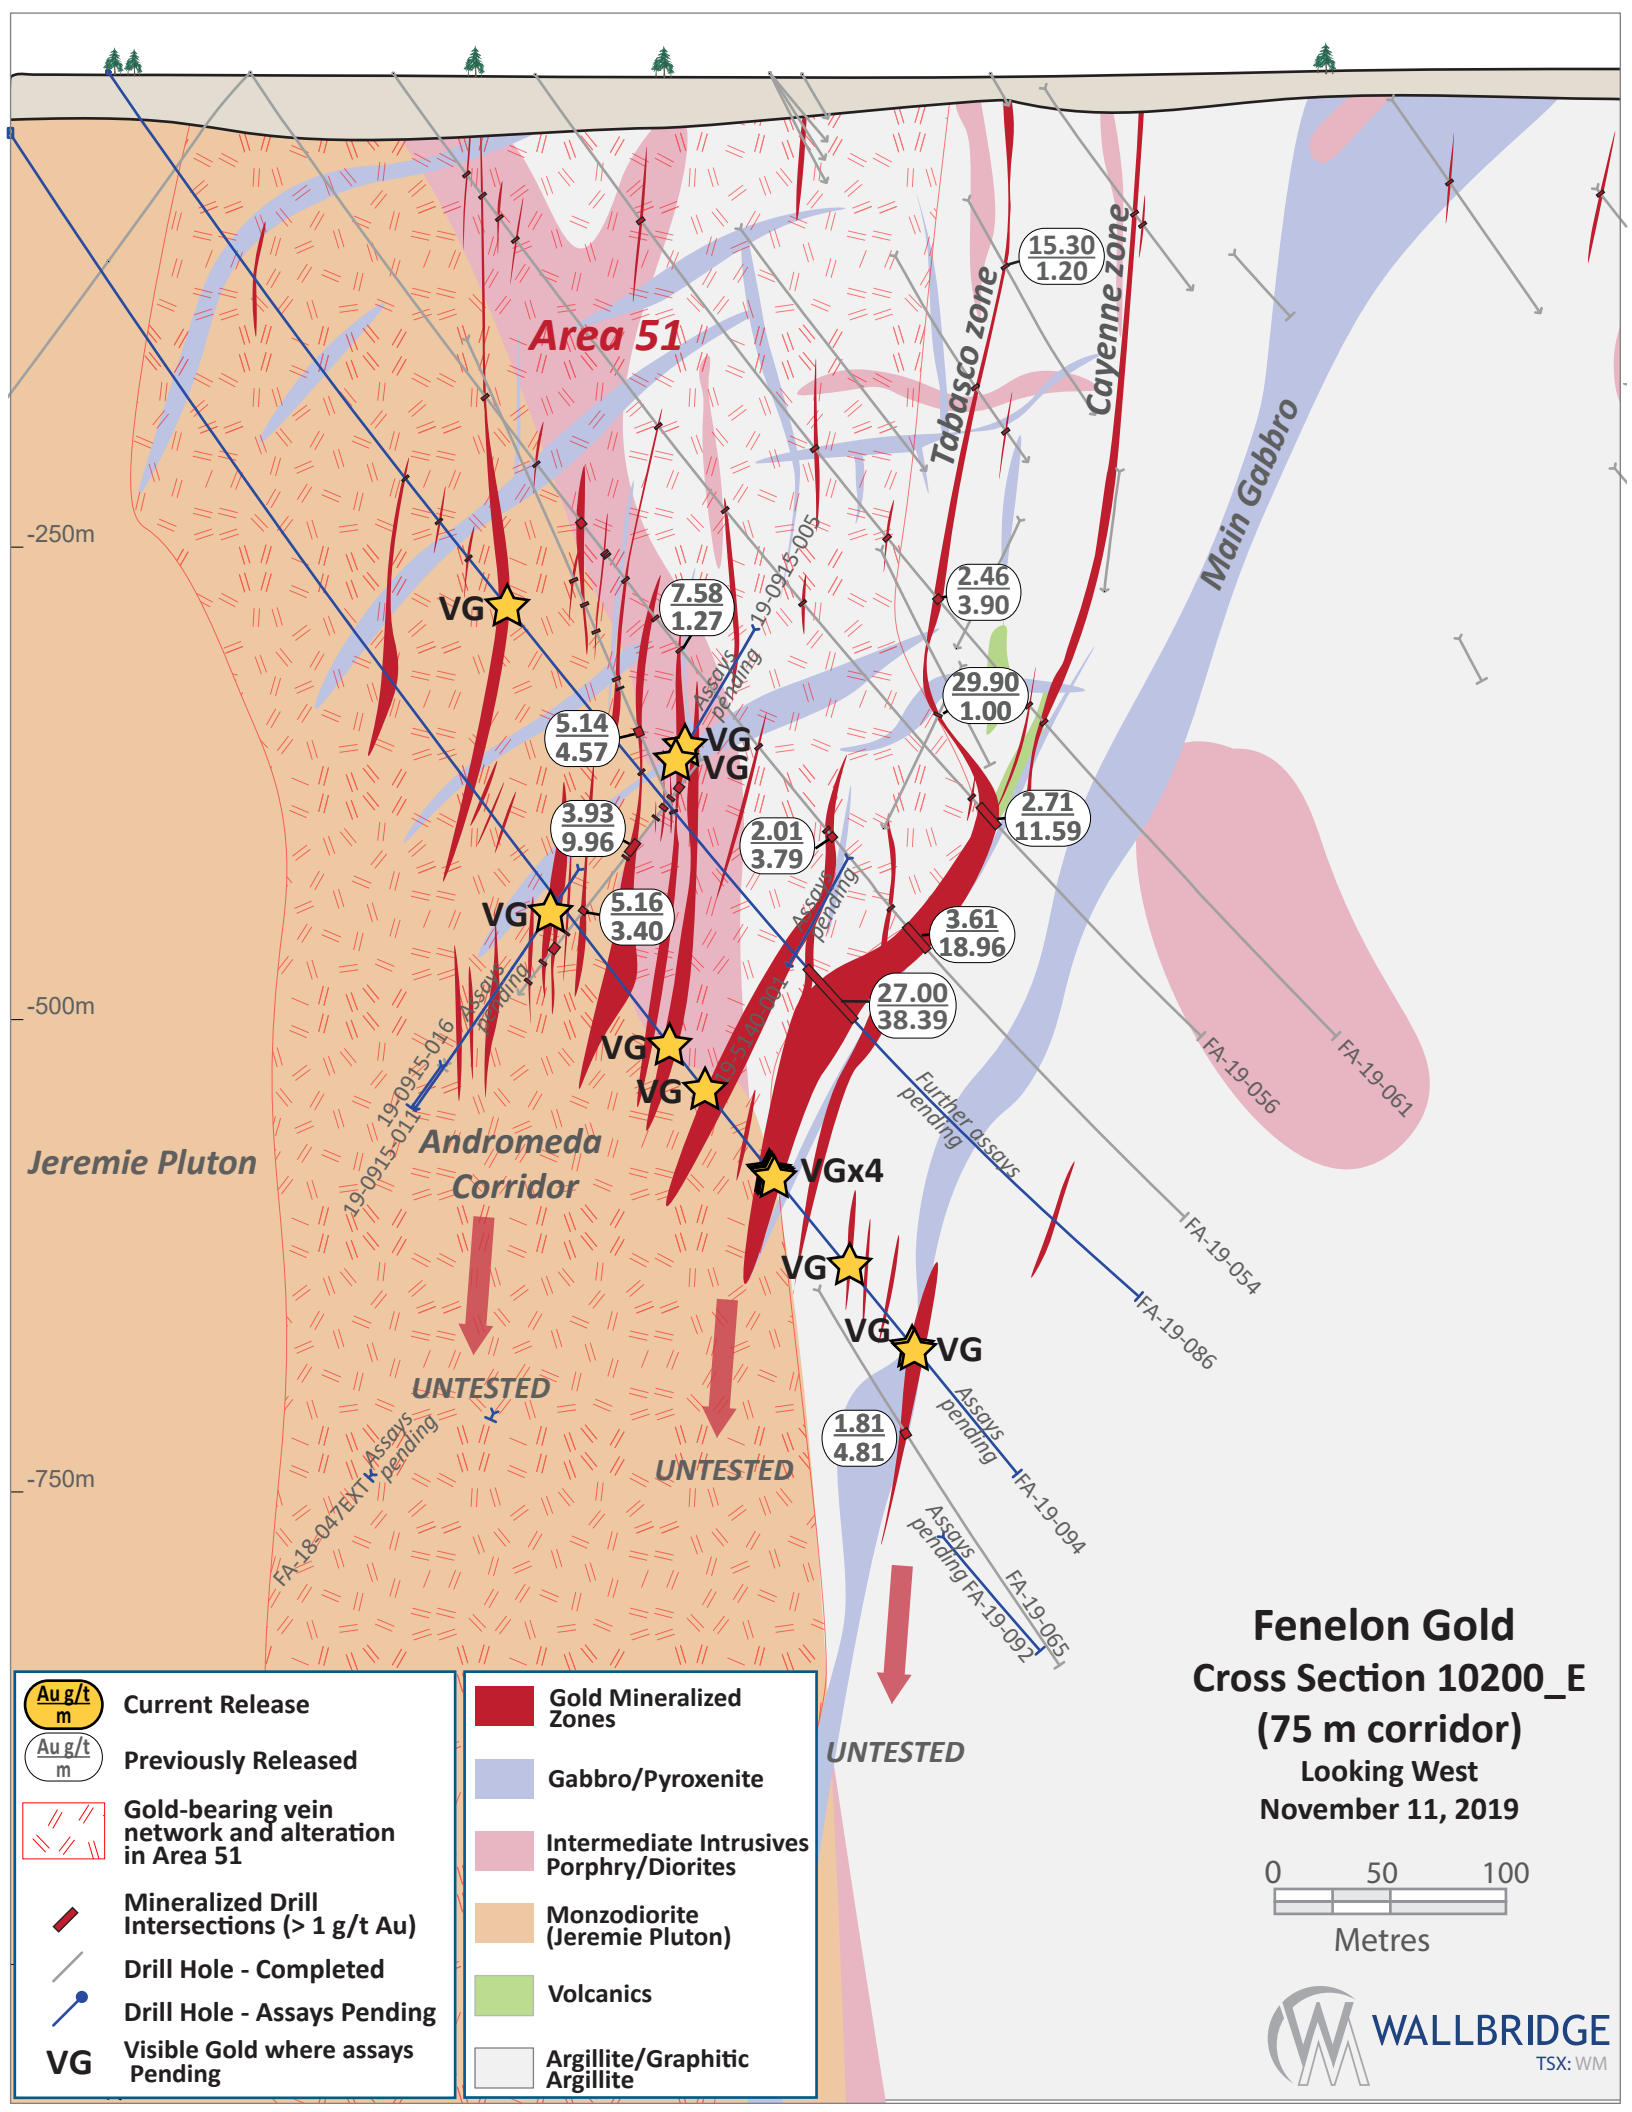 Area 51
Tabasco zone
Cayenne zone
Main Gabbro
15.30
1.20
-250m
2.46
3.90
VG
7.58
1.27
19-0915-005
Assays
pending
29.90
1.00
5.14
4.57
VG
VG
2.71
11.59
3.93
9.96
2.01
3.79
Assays
pending
VG
5.16
3.40
3.61
18.96
-500m
27.00
38.39
Assays
pending
19-5140-001
VG
VG
19-0915-016
19-0915-011
FA-19-056
FA-19-061
Further assays
pending
Jeremie Pluton
Andromeda
Corridor
VGx4
FA-19-054
VG
FA-19-086
VG
VG
UNTESTED
Assays
pending
UNTESTED
1.81
4.81
Assays
pending
-750m
FA-18-047EXT
FA-19-094
Assays
pending
FA-19-092
FA-19-065
UNTESTED
Fenelon Gold
Cross Section 10200_E
(75 m corridor)
Looking West
November 11, 2019
0 50 100
Metres
WALLBRIDGE
TSX: WM
Au g/t
m
Current Release
Au g/t
m
Previously Released
Gold-bearing vein
network and alteration
in Area 51
Mineralized Drill
Intersections (> 1 g/t Au)
Drill Hole - Completed
Drill Hole - Assays Pending
VG
Visible Gold where assays
Pending
Gold Mineralized
Zones
Gabbro/Pyroxenite
Intermediate Intrusives
Porphry/Diorites
Monzodiorite
(Jeremie Pluton)
Volcanics
Argillite/Graphitic
Argillite